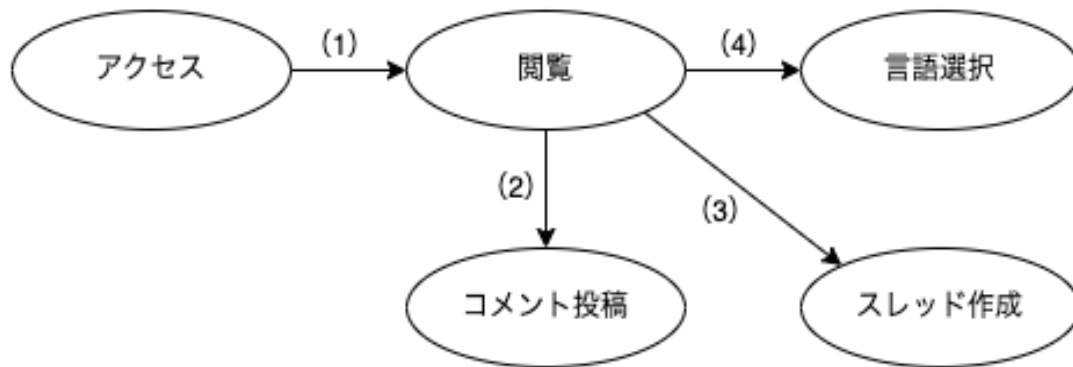 アクセス
(1)
閲覧
(4)
言語選択
(2)
(3)
コメント投稿
スレッド作成